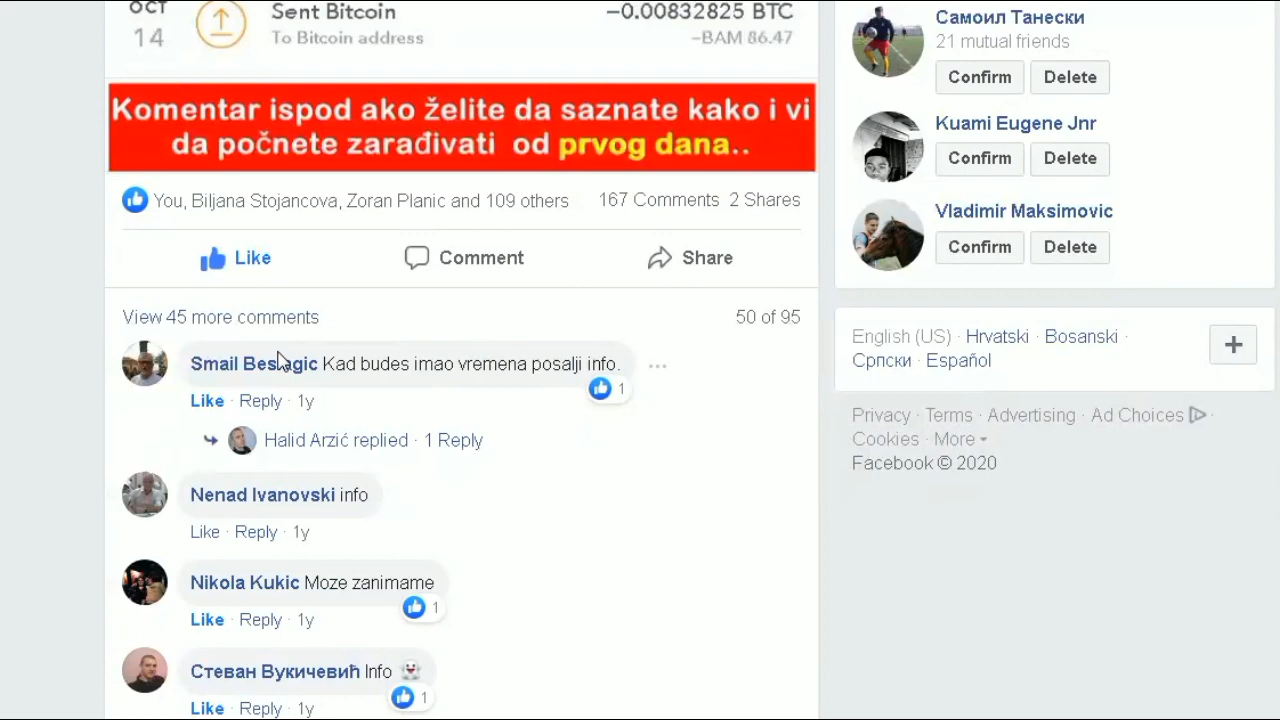 OCT
14
Sent Bitcoin
To Bitcoin address
−0.00832825 BTC
−BAM 86.47
Komentar ispod ako želite da saznate kako i vi
da počnete zarađivati od prvog dana..
You, Biljana Stojancova, Zoran Planic and 109 others
167 Comments 2 Shares
Like
Comment
Share
View 45 more comments
50 of 95
Smail Beslagic Kad budes imao vremena posalji info.
1
Like · Reply · 1y
Halid Arzić replied · 1 Reply
Nenad Ivanovski info
Like · Reply · 1y
Nikola Kukic Moze zanimame
1
Like · Reply · 1y
Стеван Вукичевић Info 👻
1
Like · Reply · 1y
Самоил Танески
21 mutual friends
Confirm Delete
Kuami Eugene Jnr
Confirm Delete
Vladimir Maksimovic
Confirm Delete
English (US) · Hrvatski · Bosanski ·
Српски · Español
Privacy · Terms · Advertising · Ad Choices ·
Cookies · More
Facebook © 2020